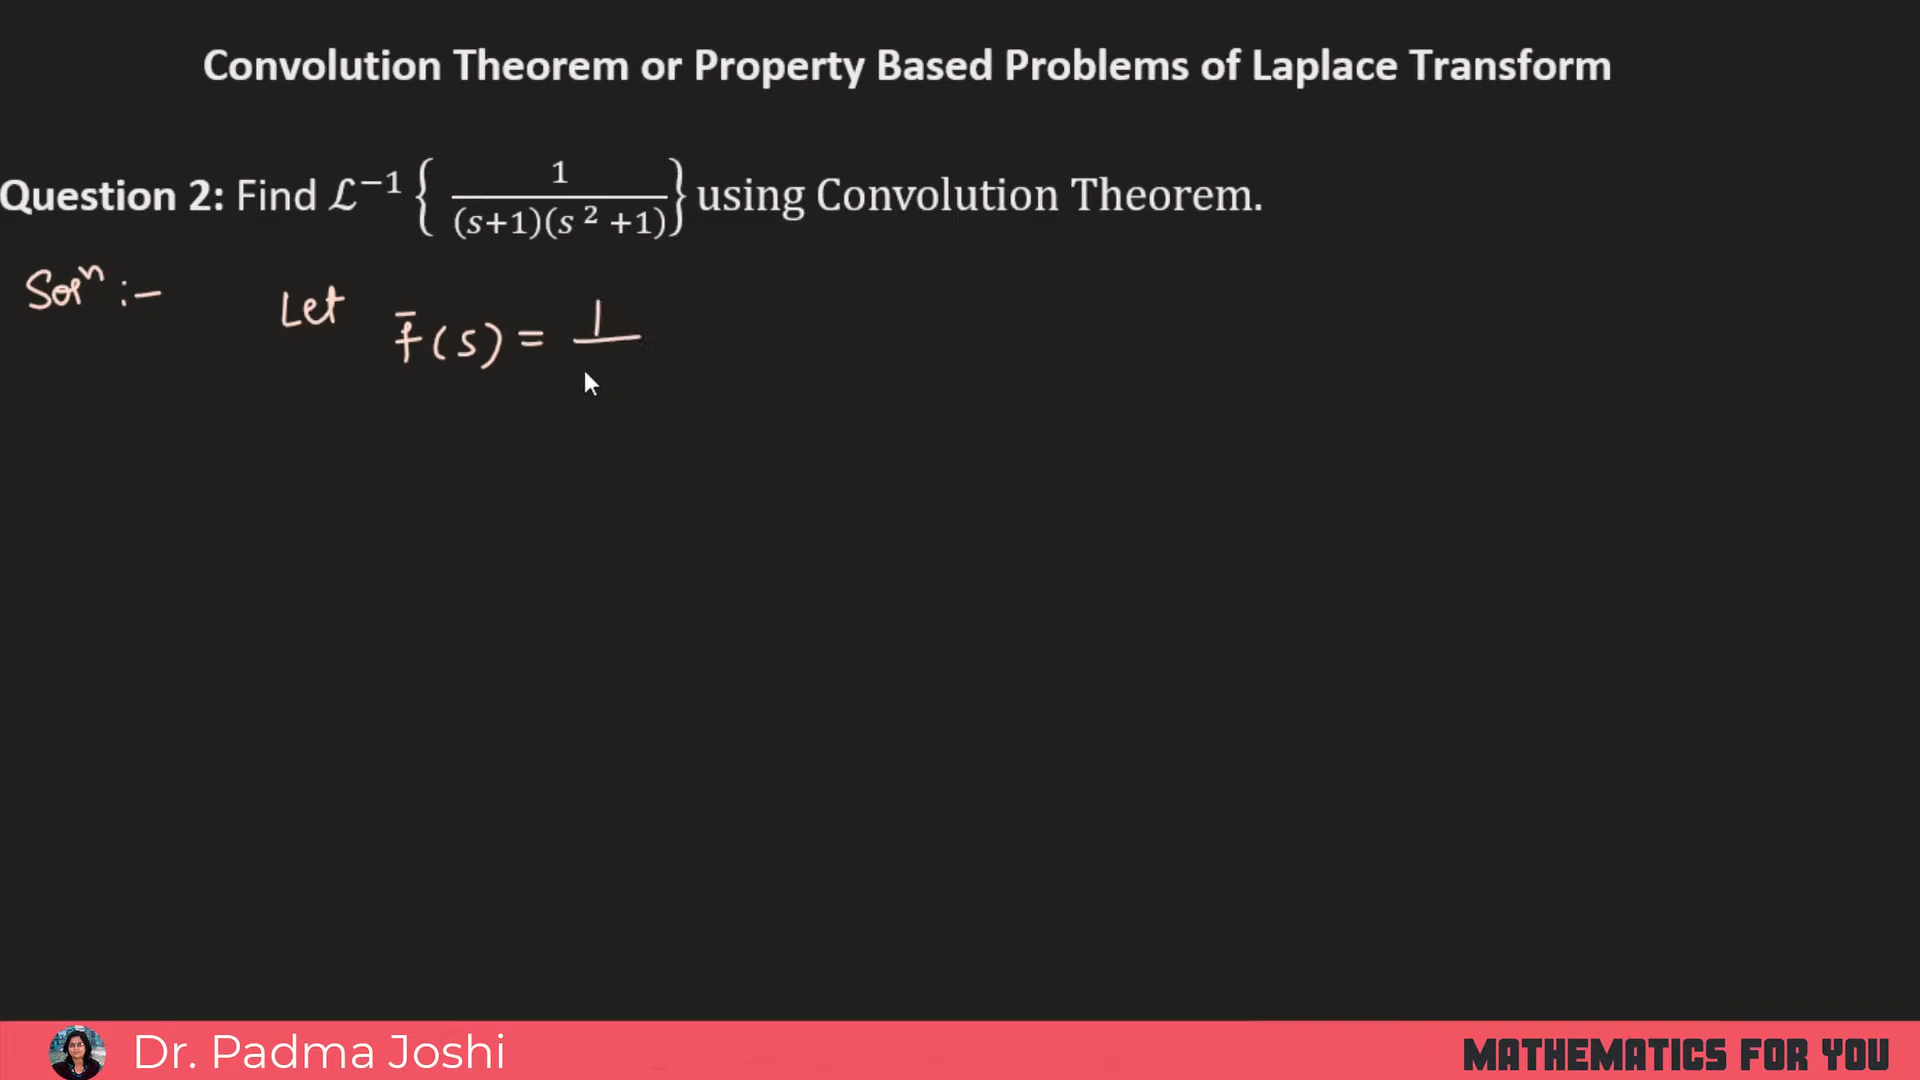 Convolution Theorem or Property Based Problems of Laplace Transform
Question 2: Find ℒ⁻¹ { 1 / (s+1)(s² +1) } using Convolution Theorem.
Solⁿ :-
Let f̄(s) = 1 /
Dr. Padma Joshi
MATHEMATICS FOR YOU